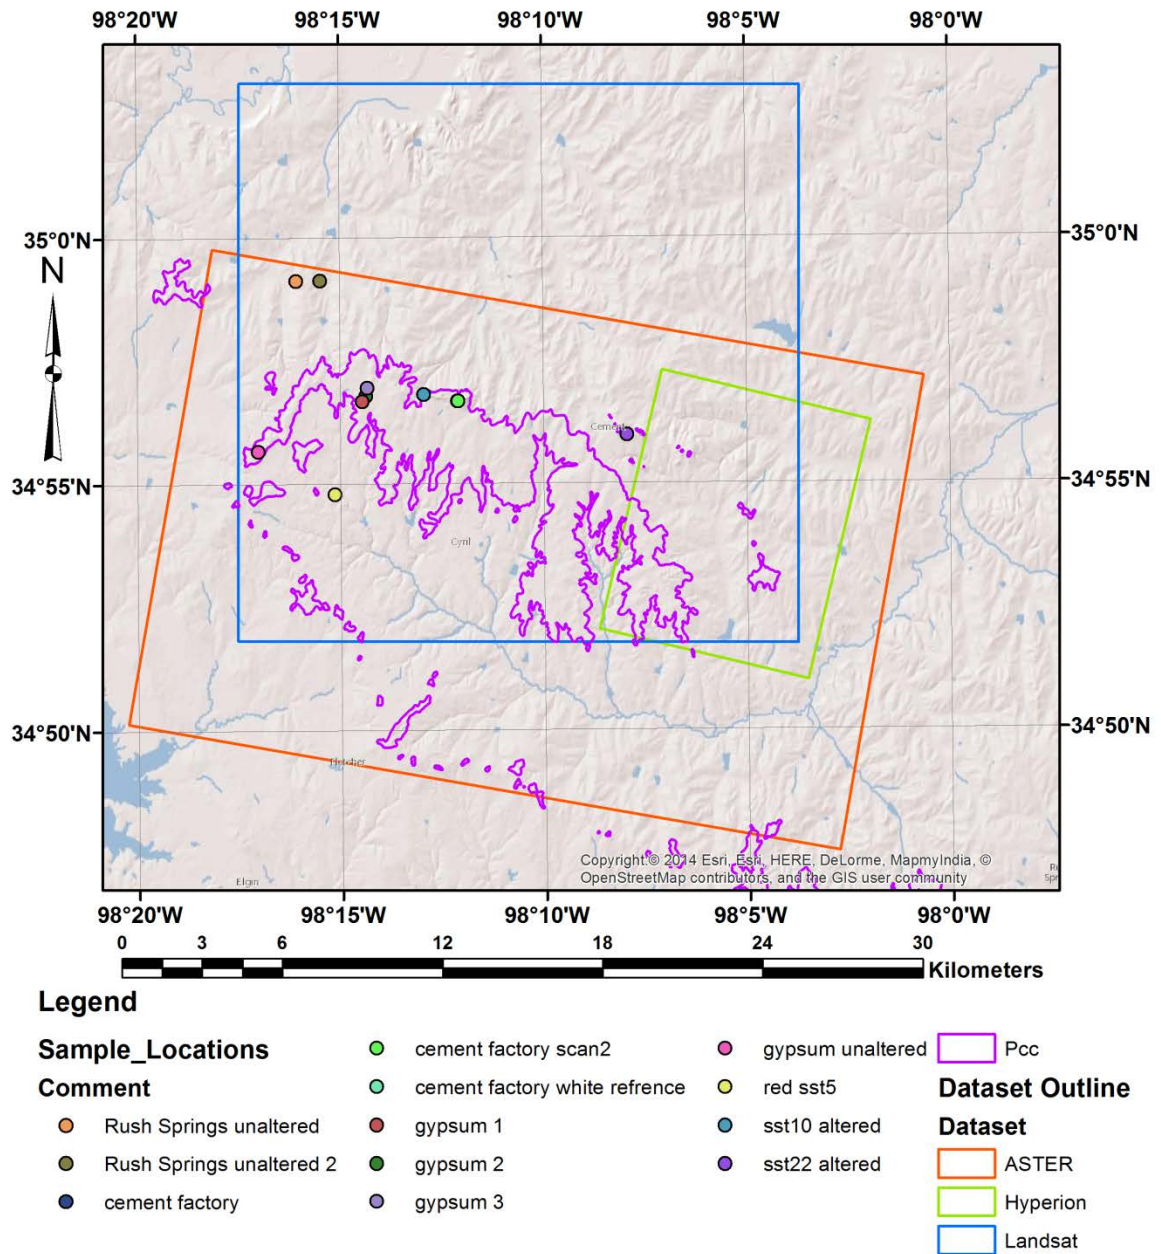 98°20'W 98°15'W 98°10'W 98°5'W 98°0'W
35°0'N 35°0'N
N
Cement
34°55'N 34°55'N
Cyril
34°50'N 34°50'N
Fletcher
Copyright:© 2014 Esri, Esri, HERE, DeLorme, MapmyIndia, ©
OpenStreetMap contributors, and the GIS user community
Elgin
98°20'W 98°15'W 98°10'W 98°5'W 98°0'W
0 3 6 12 18 24 30
Kilometers
Legend
Sample_Locations
Comment
Rush Springs unaltered
Rush Springs unaltered 2
cement factory
cement factory scan2
cement factory white refrence
gypsum 1
gypsum 2
gypsum 3
gypsum unaltered
red sst5
sst10 altered
sst22 altered
Pcc
Dataset Outline
Dataset
ASTER
Hyperion
Landsat